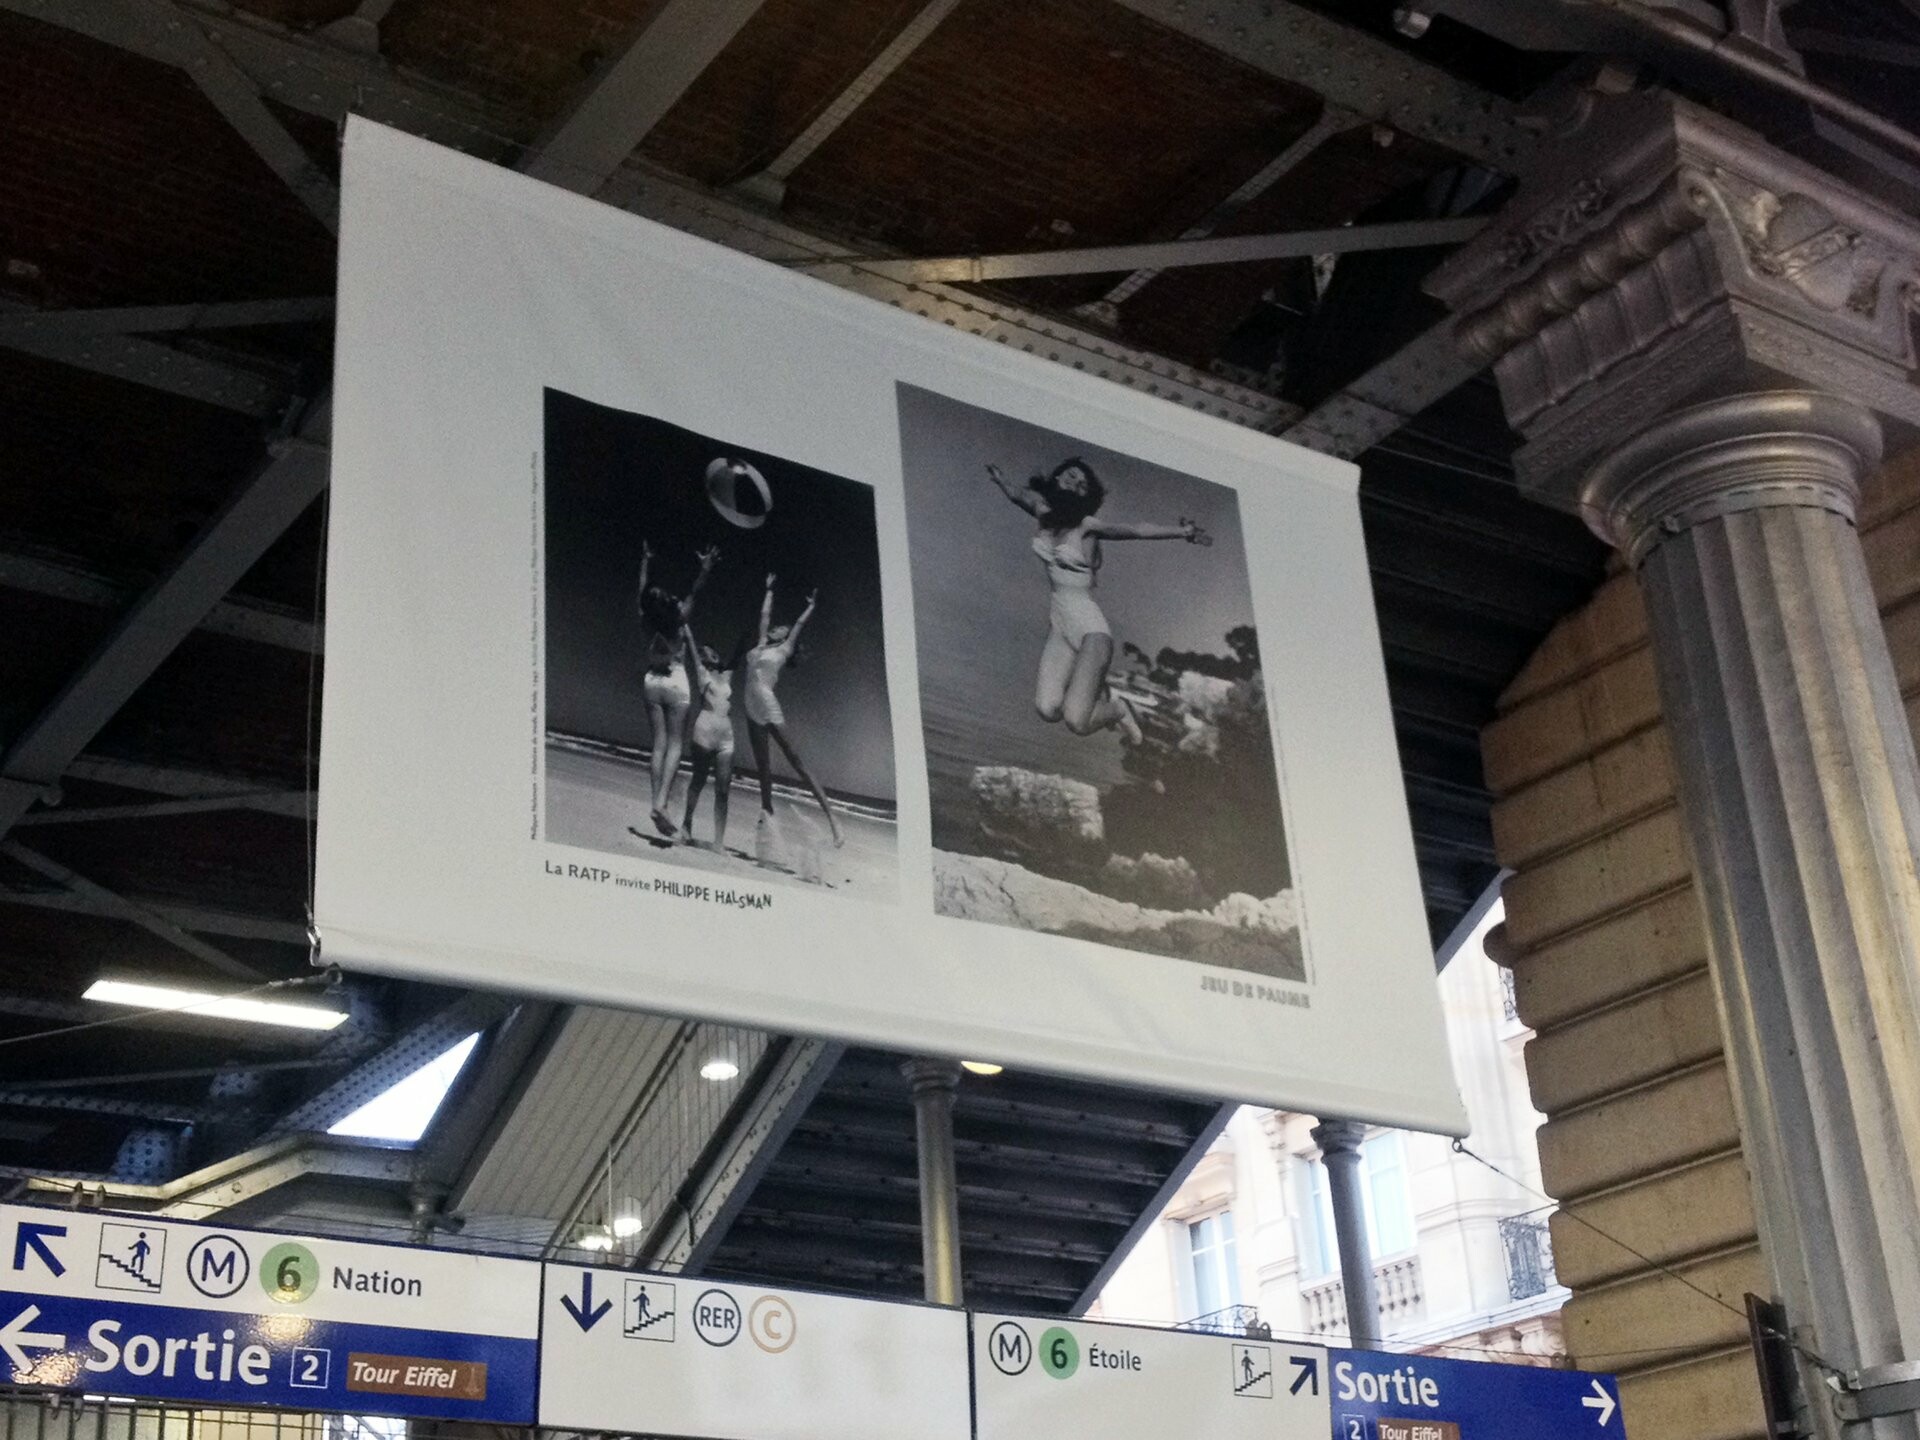 La RATP invite PHILIPPE HALSMAN
JEU DE PAUME
M 6 Nation
Sortie 2 Tour Eiffel
RER C
M 6 Étoile
Sortie
2 Tour Eiffel